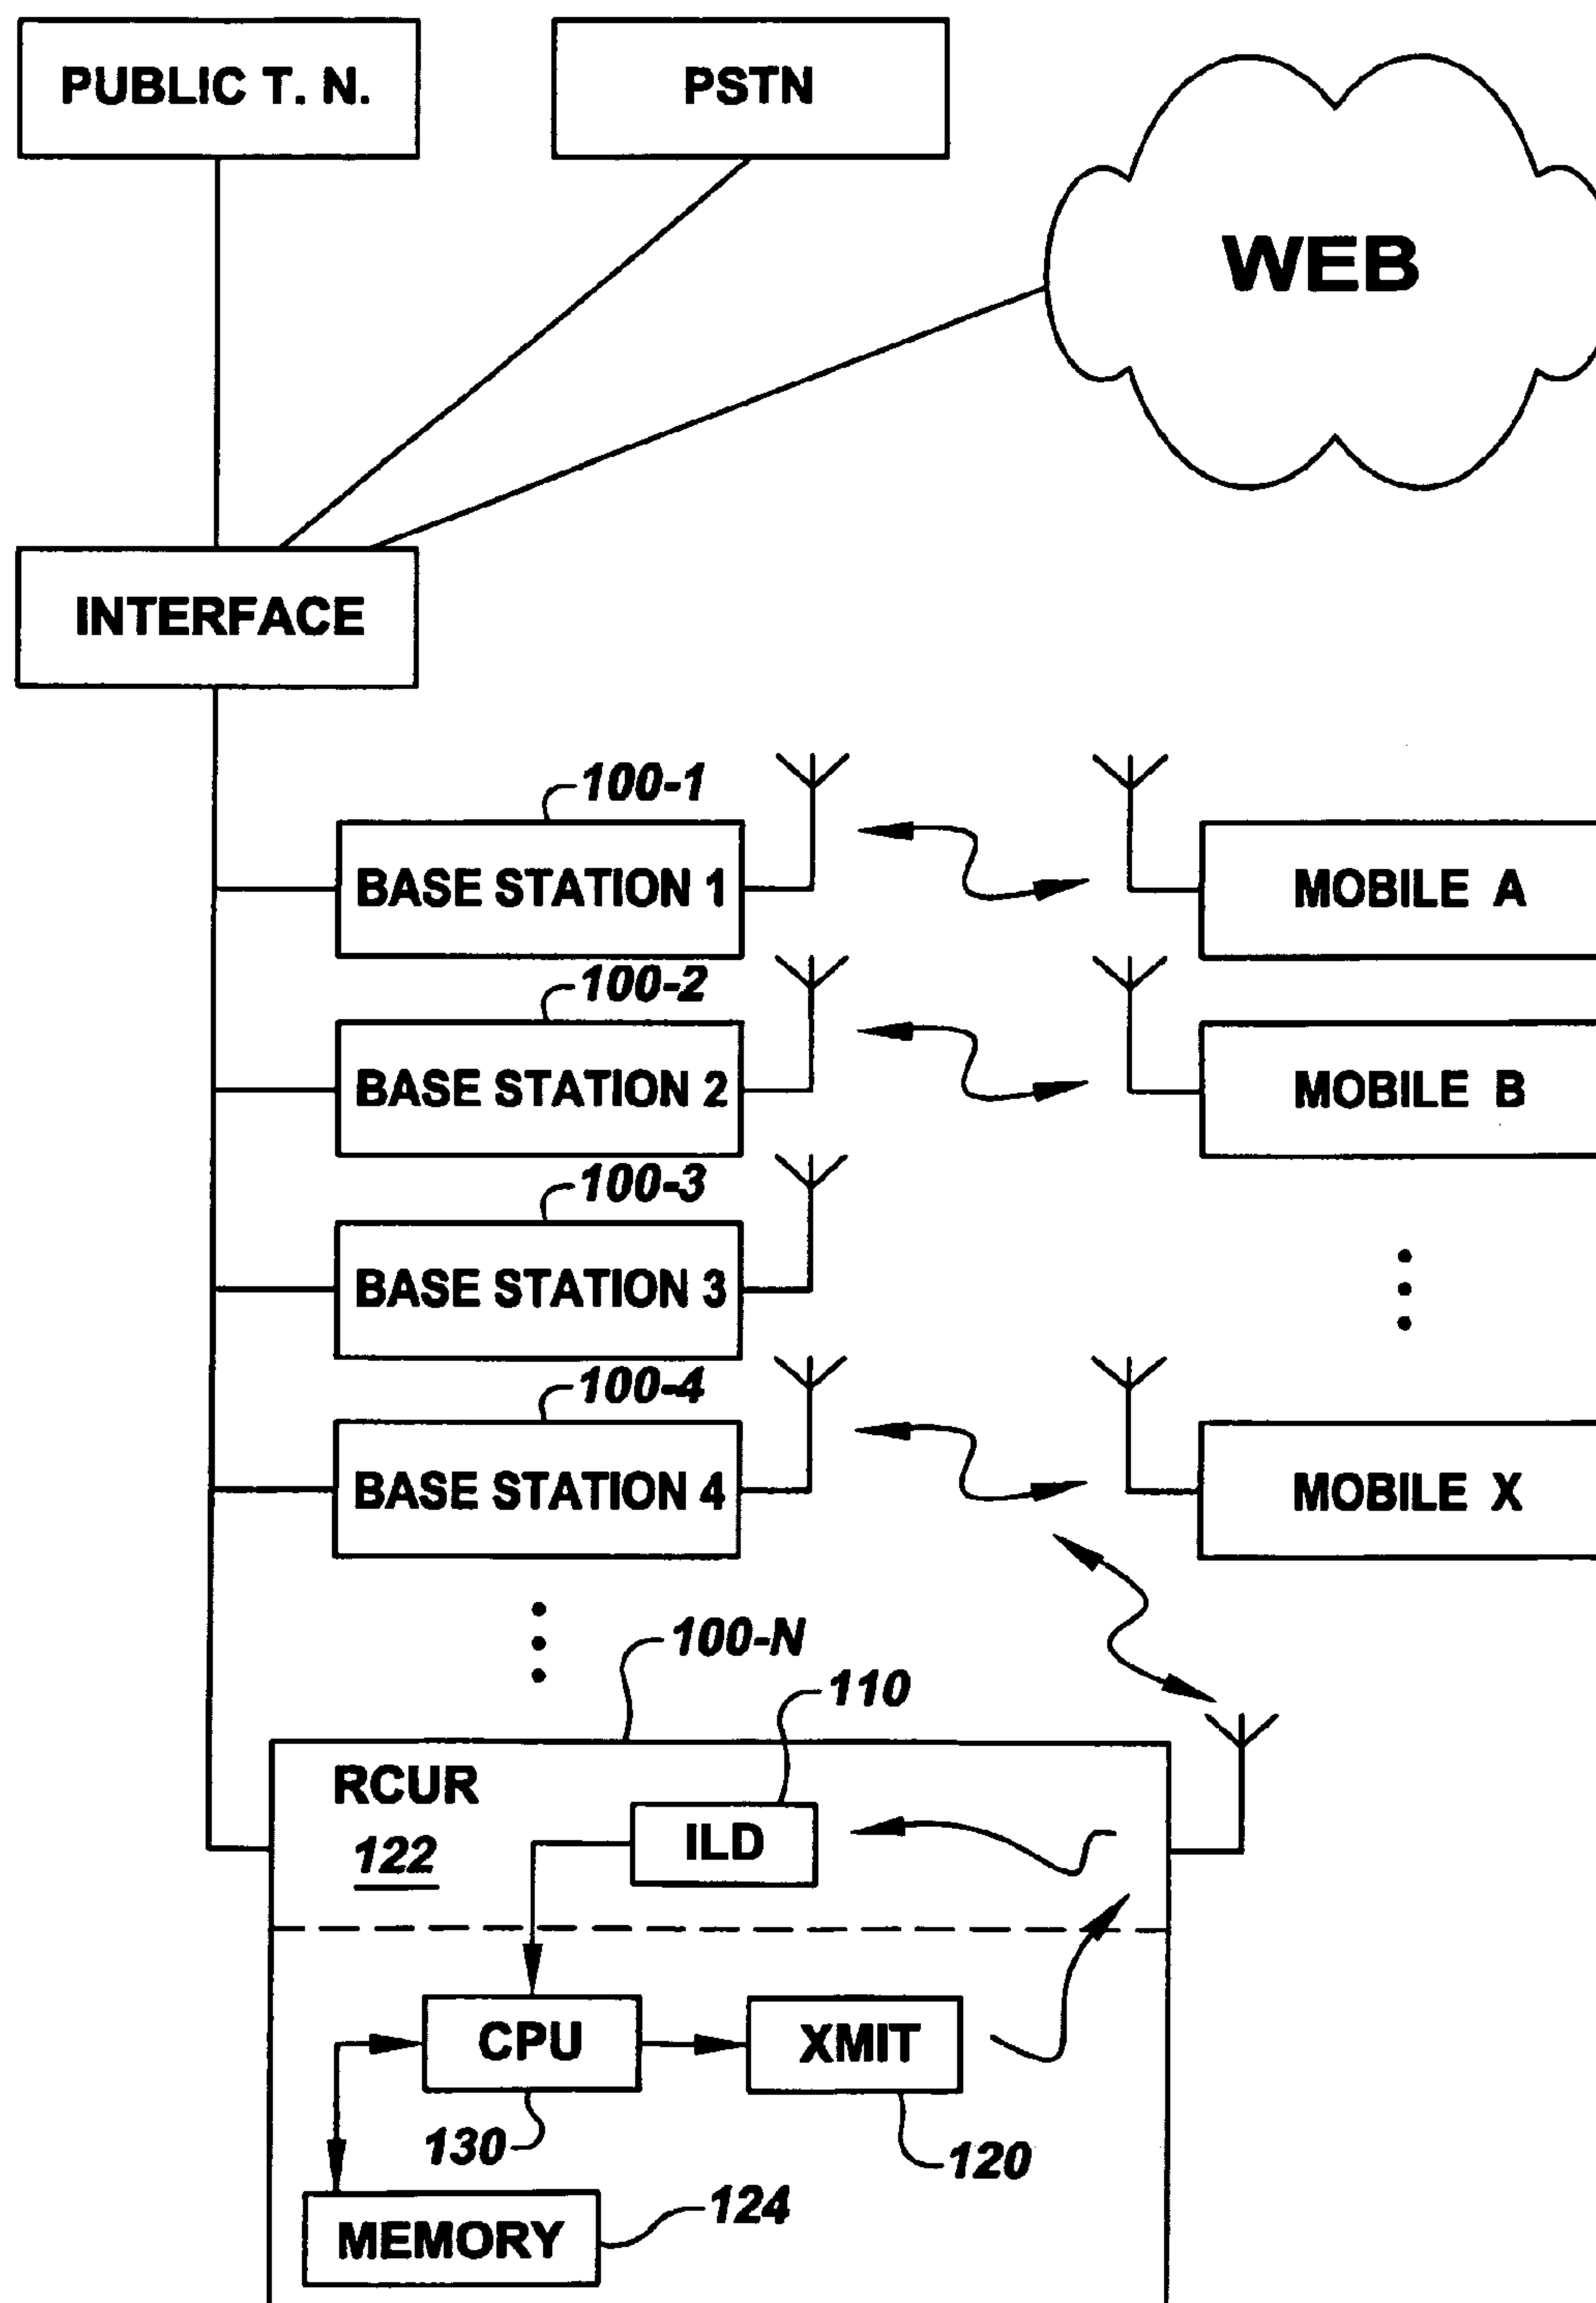 PUBLIC T. N.
PSTN
WEB
INTERFACE
100-1
BASE STATION 1
MOBILE A
100-2
BASE STATION 2
MOBILE B
100-3
BASE STATION 3
100-4
BASE STATION 4
MOBILE X
100-N
110
RCUR
122
ILD
CPU
XMIT
130
120
124
MEMORY